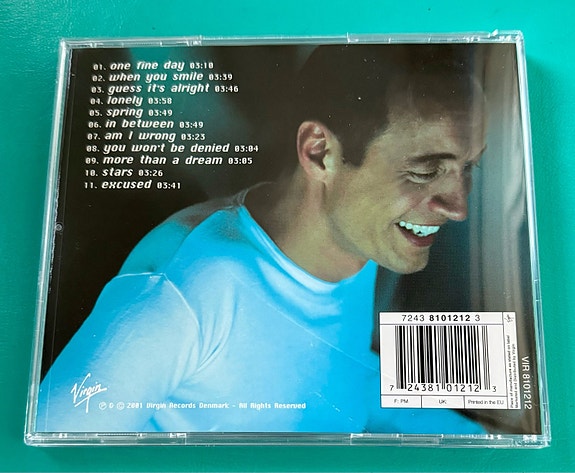 01. one fine day 03:10
02. when you smile 03:39
03. guess it's alright 03:46
04. lonely 03:58
05. spring 03:49
06. in between 03:49
07. am I wrong 03:23
08. you won't be denied 03:04
09. more than a dream 03:05
10. stars 03:26
11. excused 03:41
7243 8101212 3
7 24381 01212 3
F: PM
UK
Printed in the EU
VIR 8101212
Virgin
℗ & © 2001 Virgin Records Denmark - All Rights Reserved